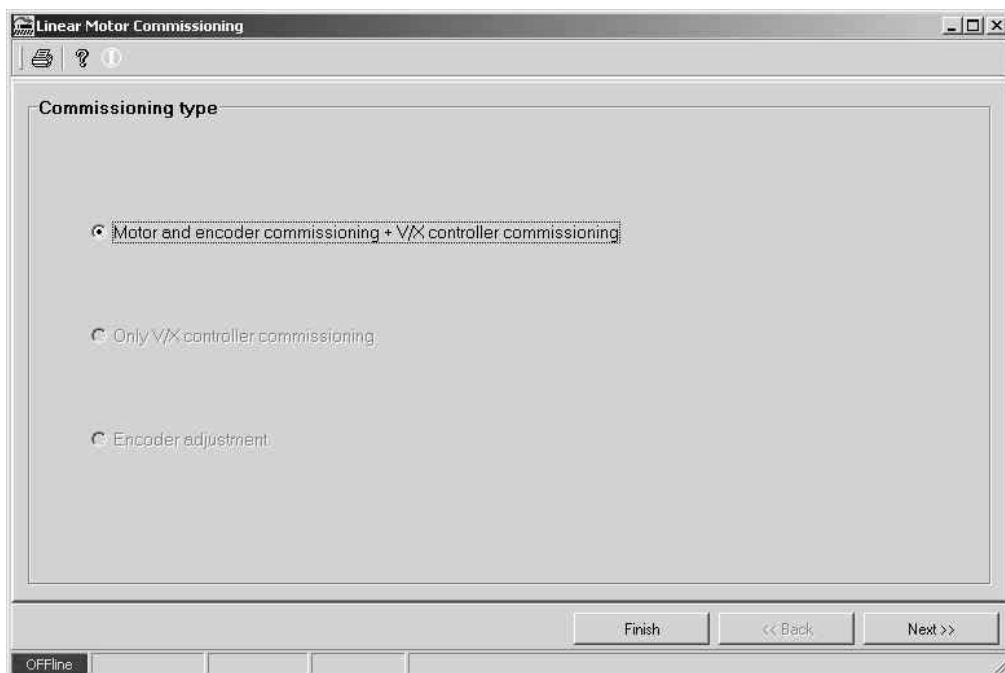 Linear Motor Commissioning
Commissioning type
Motor and encoder commissioning + V/X controller commissioning
Only V/X controller commissioning
Encoder adjustment
Finish
<< Back
Next >>
OFFline